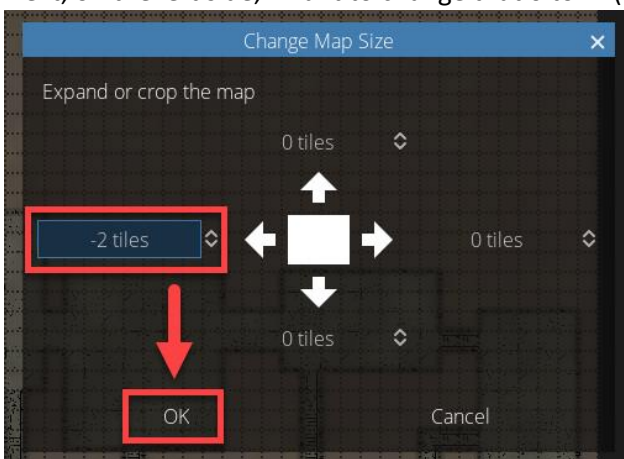 Change Map Size
Expand or crop the map
0 tiles
-2 tiles
0 tiles
0 tiles
OK
Cancel